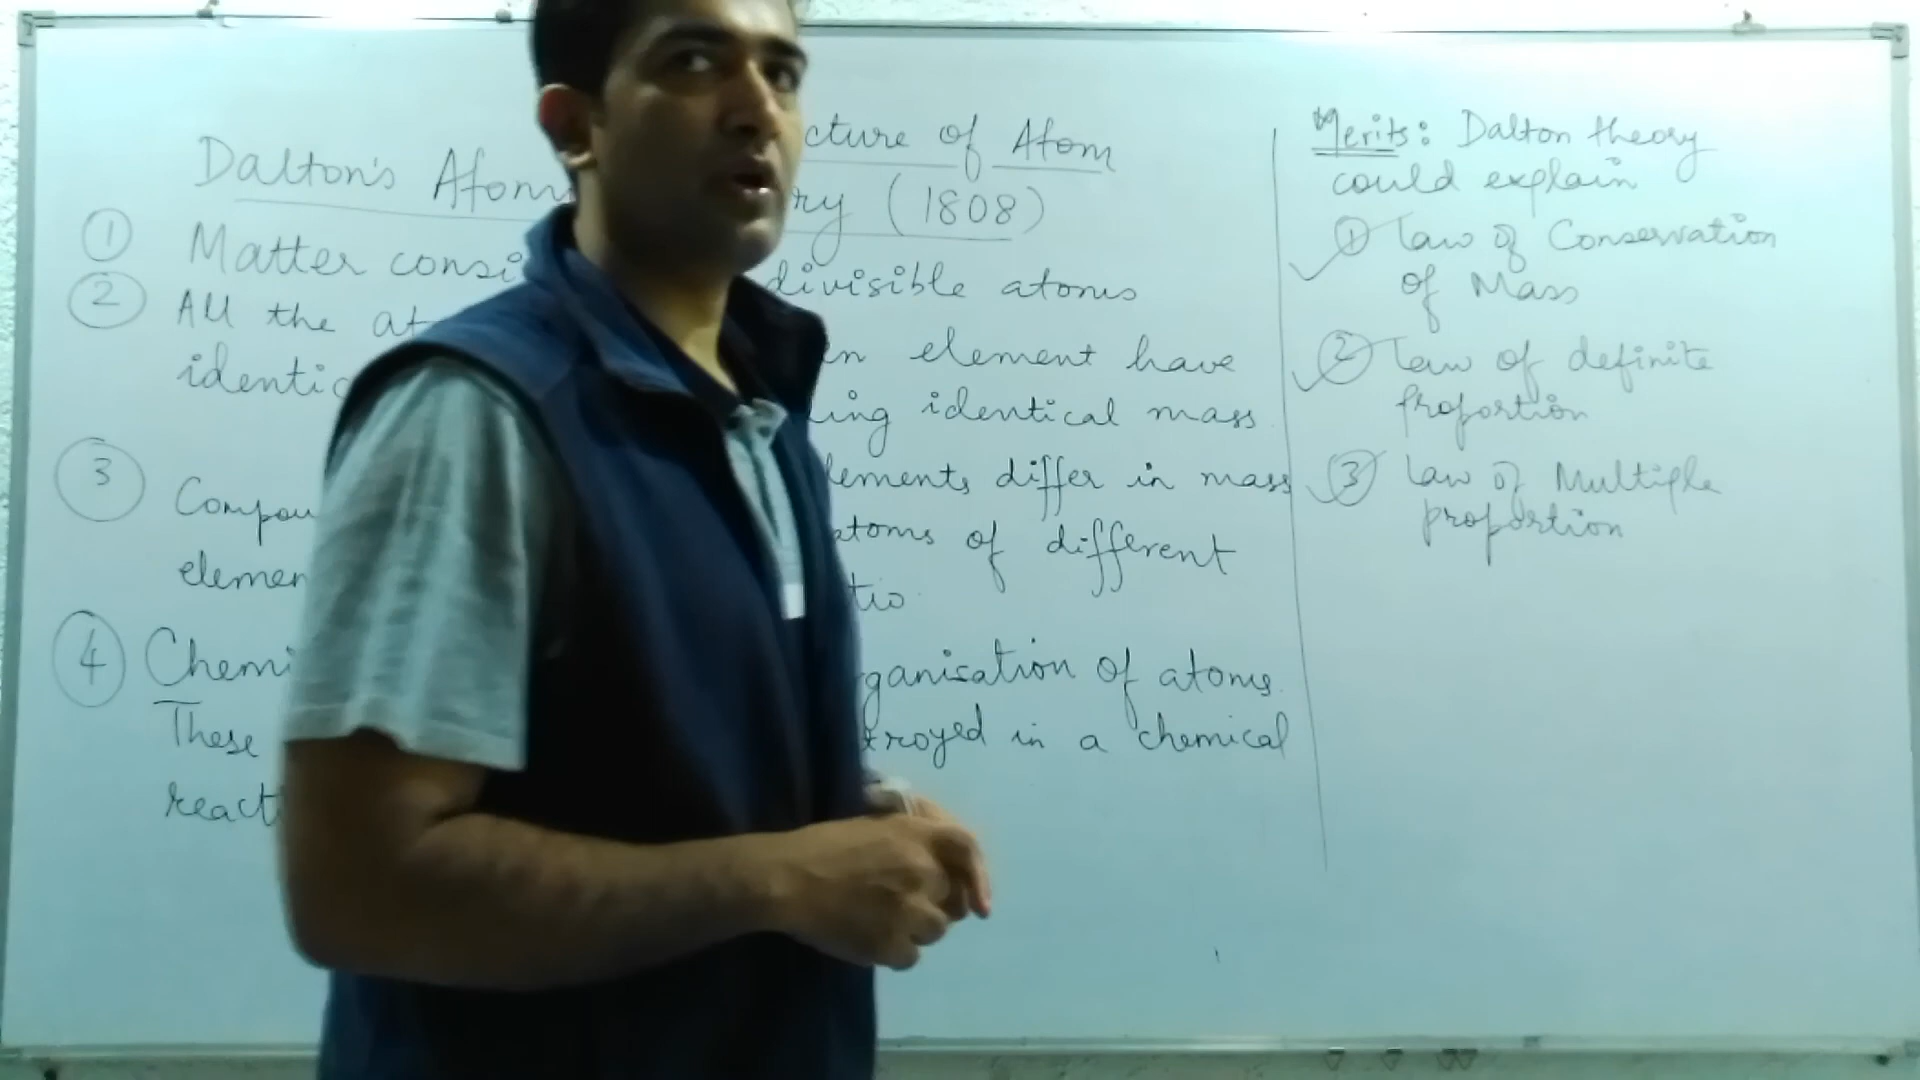 cture of Atom
Dalton's Atom ry (1808)
① Matter consi divisible atoms
② All the at en element have
identic ing identical mass
lements differ in mass
③ Compou atoms of different
elemen tio.
④ Chemi ganisation of atoms.
These troyed in a chemical
react
Merits: Dalton theory
could explain
① law of Conservation
of Mass
② law of definite
proportion
③ law of Multiple
proportion